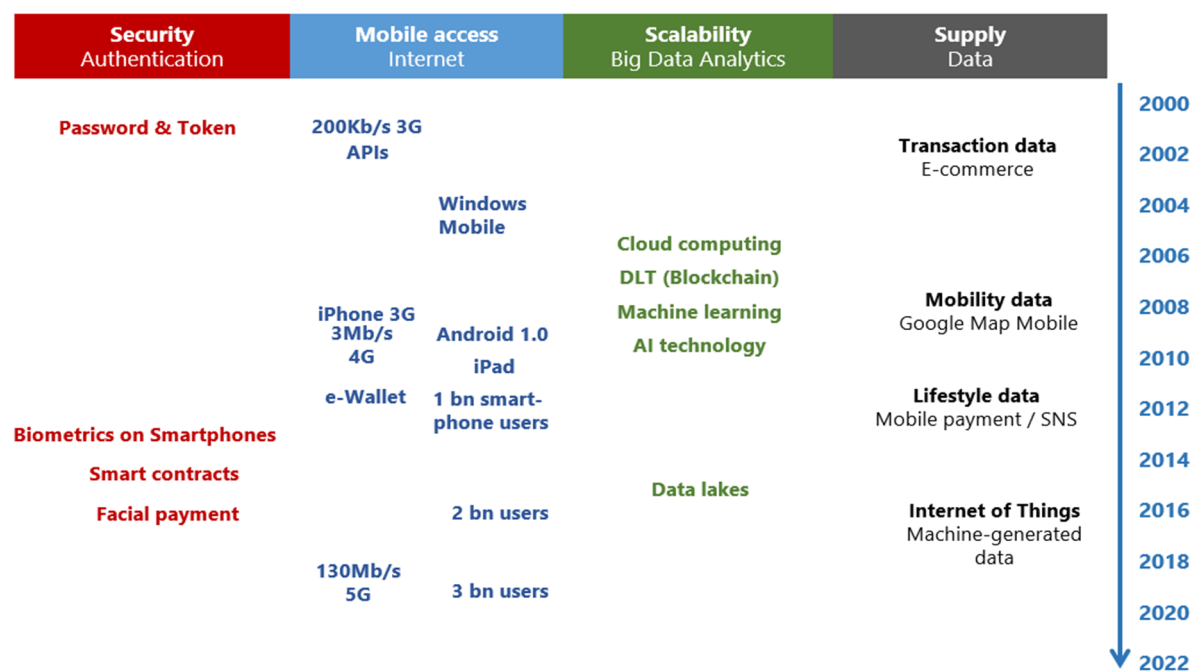 Security
Authentication
Mobile access
Internet
Scalability
Big Data Analytics
Supply
Data
Password & Token
Biometrics on Smartphones
Smart contracts
Facial payment
200Kb/s 3G
APIs
Windows
Mobile
iPhone 3G
3Mb/s
4G
Android 1.0
iPad
e-Wallet
1 bn smart-
phone users
2 bn users
130Mb/s
5G
3 bn users
Cloud computing
DLT (Blockchain)
Machine learning
AI technology
Data lakes
Transaction data
E-commerce
Mobility data
Google Map Mobile
Lifestyle data
Mobile payment / SNS
Internet of Things
Machine-generated
data
2000
2002
2004
2006
2008
2010
2012
2014
2016
2018
2020
2022